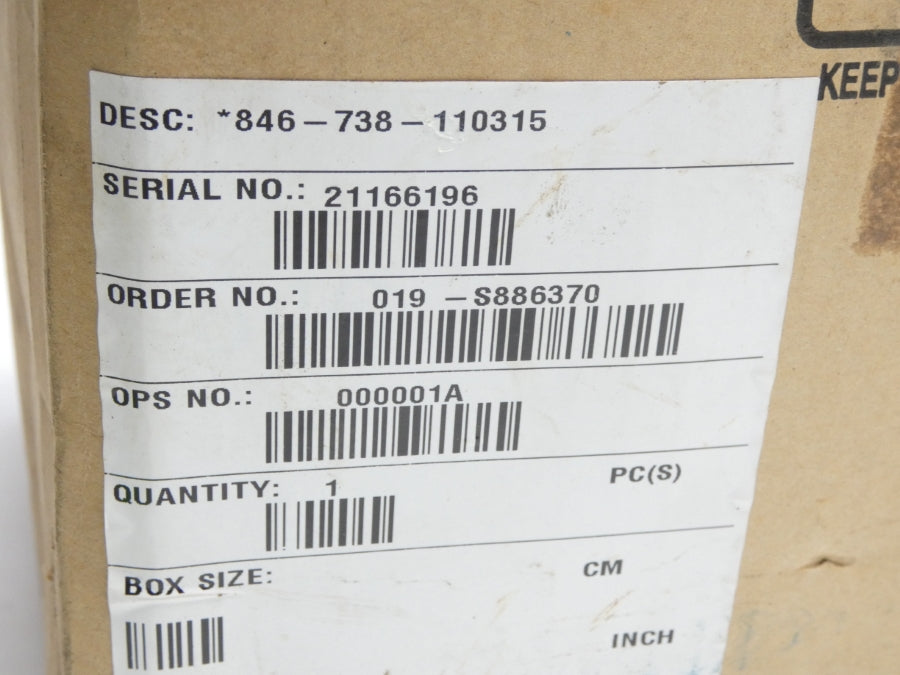 KEEP
DESC: *846-738-110315
SERIAL NO.: 21166196
ORDER NO.: 019 -S886370
OPS NO.: 000001A
QUANTITY: 1 PC(S)
BOX SIZE: CM
INCH